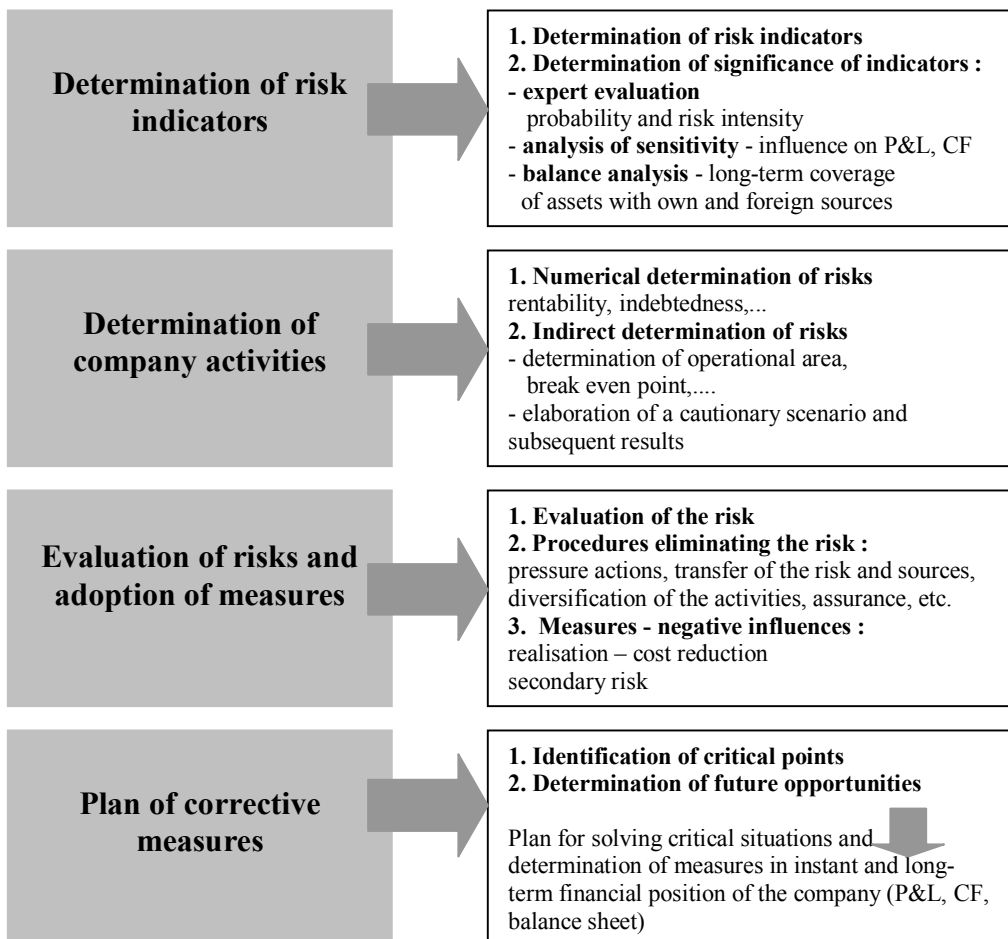 Determination of risk
indicators
1. Determination of risk indicators
2. Determination of significance of indicators :
- expert evaluation
probability and risk intensity
- analysis of sensitivity - influence on P&L, CF
- balance analysis - long-term coverage
of assets with own and foreign sources
Determination of
company activities
1. Numerical determination of risks
rentability, indebtedness,...
2. Indirect determination of risks
- determination of operational area,
break even point,....
- elaboration of a cautionary scenario and
subsequent results
Evaluation of risks and
adoption of measures
1. Evaluation of the risk
2. Procedures eliminating the risk :
pressure actions, transfer of the risk and sources,
diversification of the activities, assurance, etc.
3. Measures - negative influences :
realisation – cost reduction
secondary risk
Plan of corrective
measures
1. Identification of critical points
2. Determination of future opportunities
Plan for solving critical situations and
determination of measures in instant and long-
term financial position of the company (P&L, CF,
balance sheet)